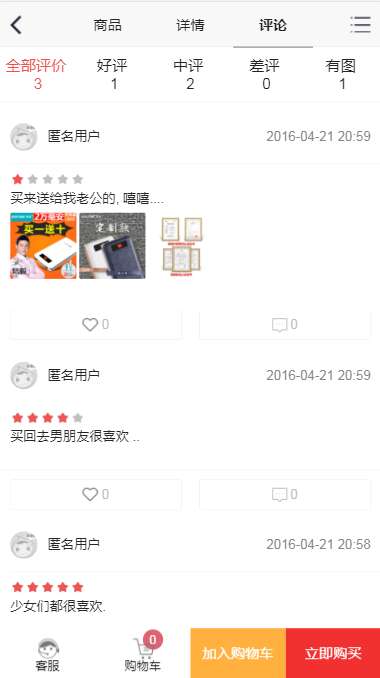 商品 详情 评论
全部评价 好评 中评 差评 有图
3 1 2 0 1
匿名用户 2016-04-21 20:59
买来送给我老公的, 嘻嘻....
2万毫安
买一送十
定制款
0 0
匿名用户 2016-04-21 20:59
买回去男朋友很喜欢 ..
0 0
匿名用户 2016-04-21 20:58
少女们都很喜欢.
0
客服 购物车 加入购物车 立即购买